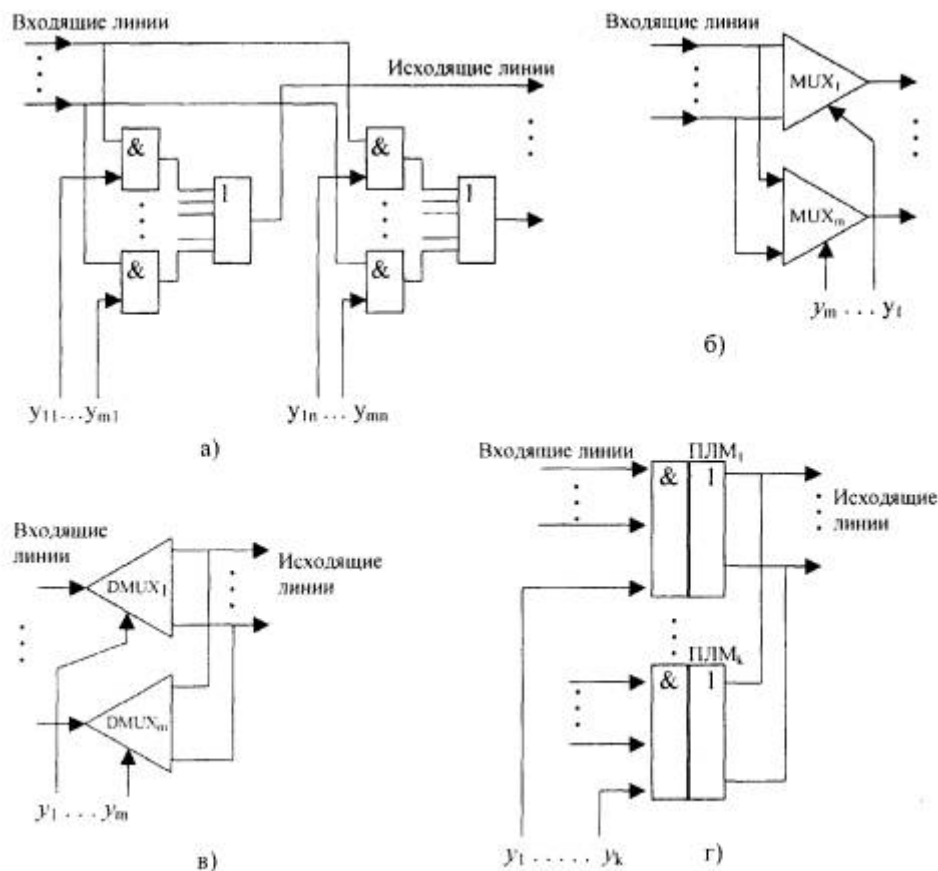 Входящие линии
Исходящие линии
&
&
1
1
&
&
y11...ym1
y1n... ymn
а)
Входящие линии
MUX1
MUXm
ym ... y1
б)
Входящие линии
ПЛМ1
& 1
Исходящие
линии
ПЛМk
& 1
y1 ...... yk
г)
Входящие
линии
DMUX1
Исходящие
линии
DMUXm
y1 ... ym
в)